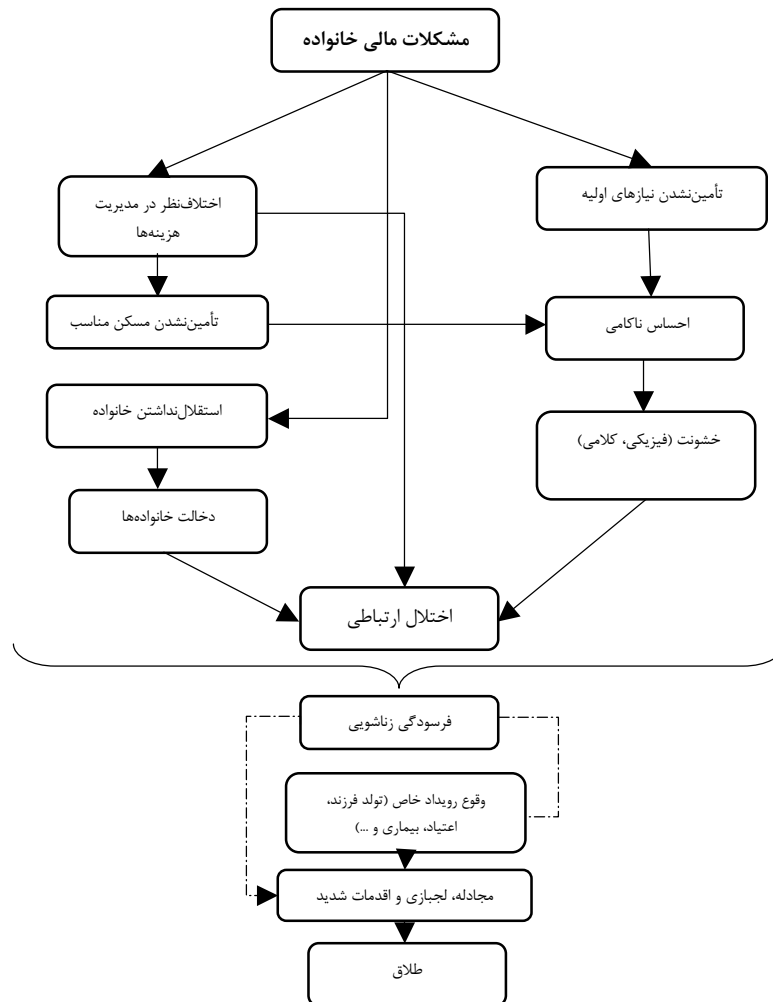 مشکلات مالی خانواده
تأمین‌نشدن نیازهای اولیه
اختلاف‌نظر در مدیریت
هزینه‌ها
احساس ناکامی
تأمین‌نشدن مسکن مناسب
استقلال‌نداشتن خانواده
خشونت (فیزیکی، کلامی)
دخالت خانواده‌ها
اختلال ارتباطی
فرسودگی زناشویی
وقوع رویداد خاص (تولد فرزند،
اعتیاد، بیماری و ...)
مجادله، لجبازی و اقدمات شدید
طلاق